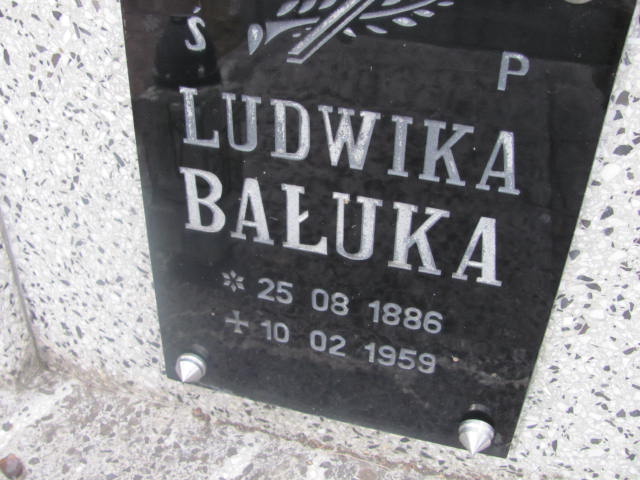 Ś P
LUDWIKA
BAŁUKA
* 25 08 1886
+ 10 02 1959